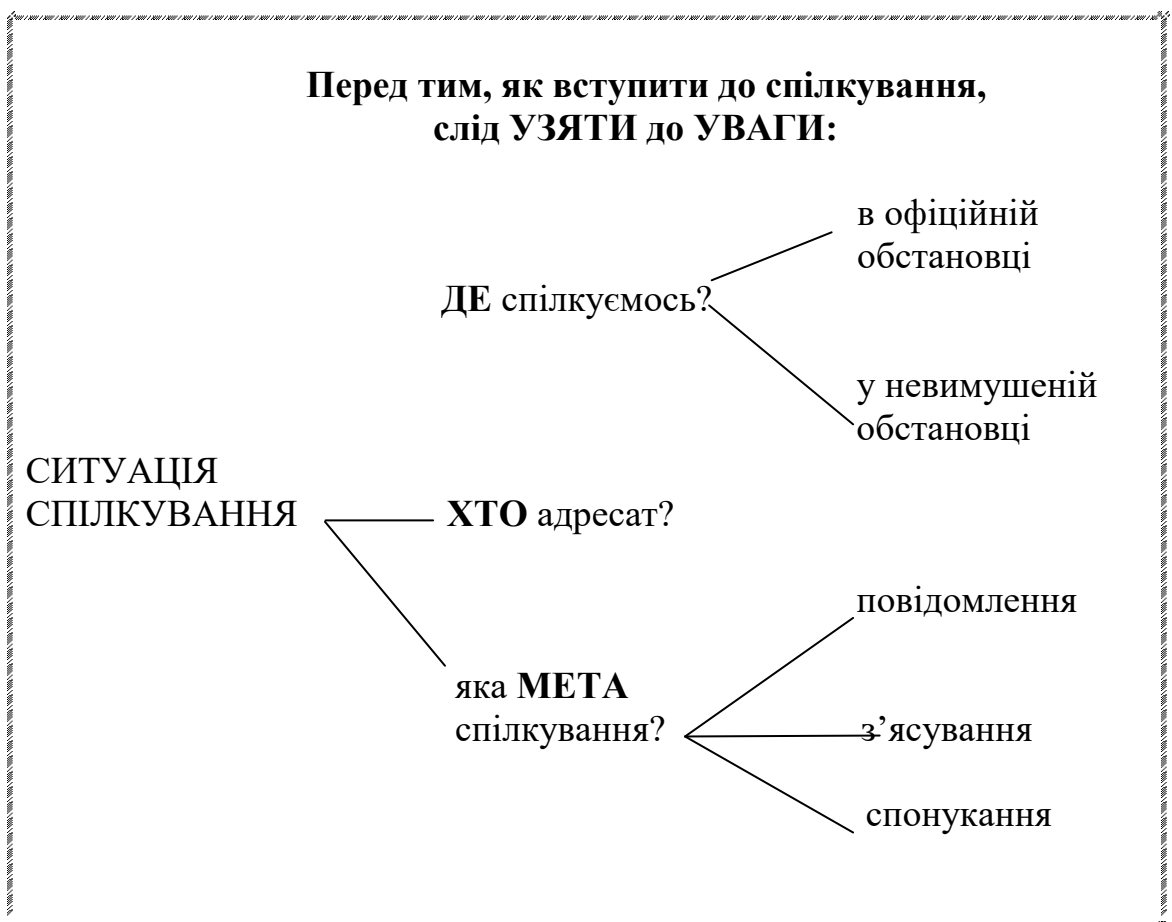 Перед тим, як вступити до спілкування,
слід УЗЯТИ до УВАГИ:
в офіційній
обстановці
ДЕ спілкуємось?
у невимушеній
обстановці
СИТУАЦІЯ
СПІЛКУВАННЯ
ХТО адресат?
повідомлення
яка МЕТА
спілкування?
з’ясування
спонукання